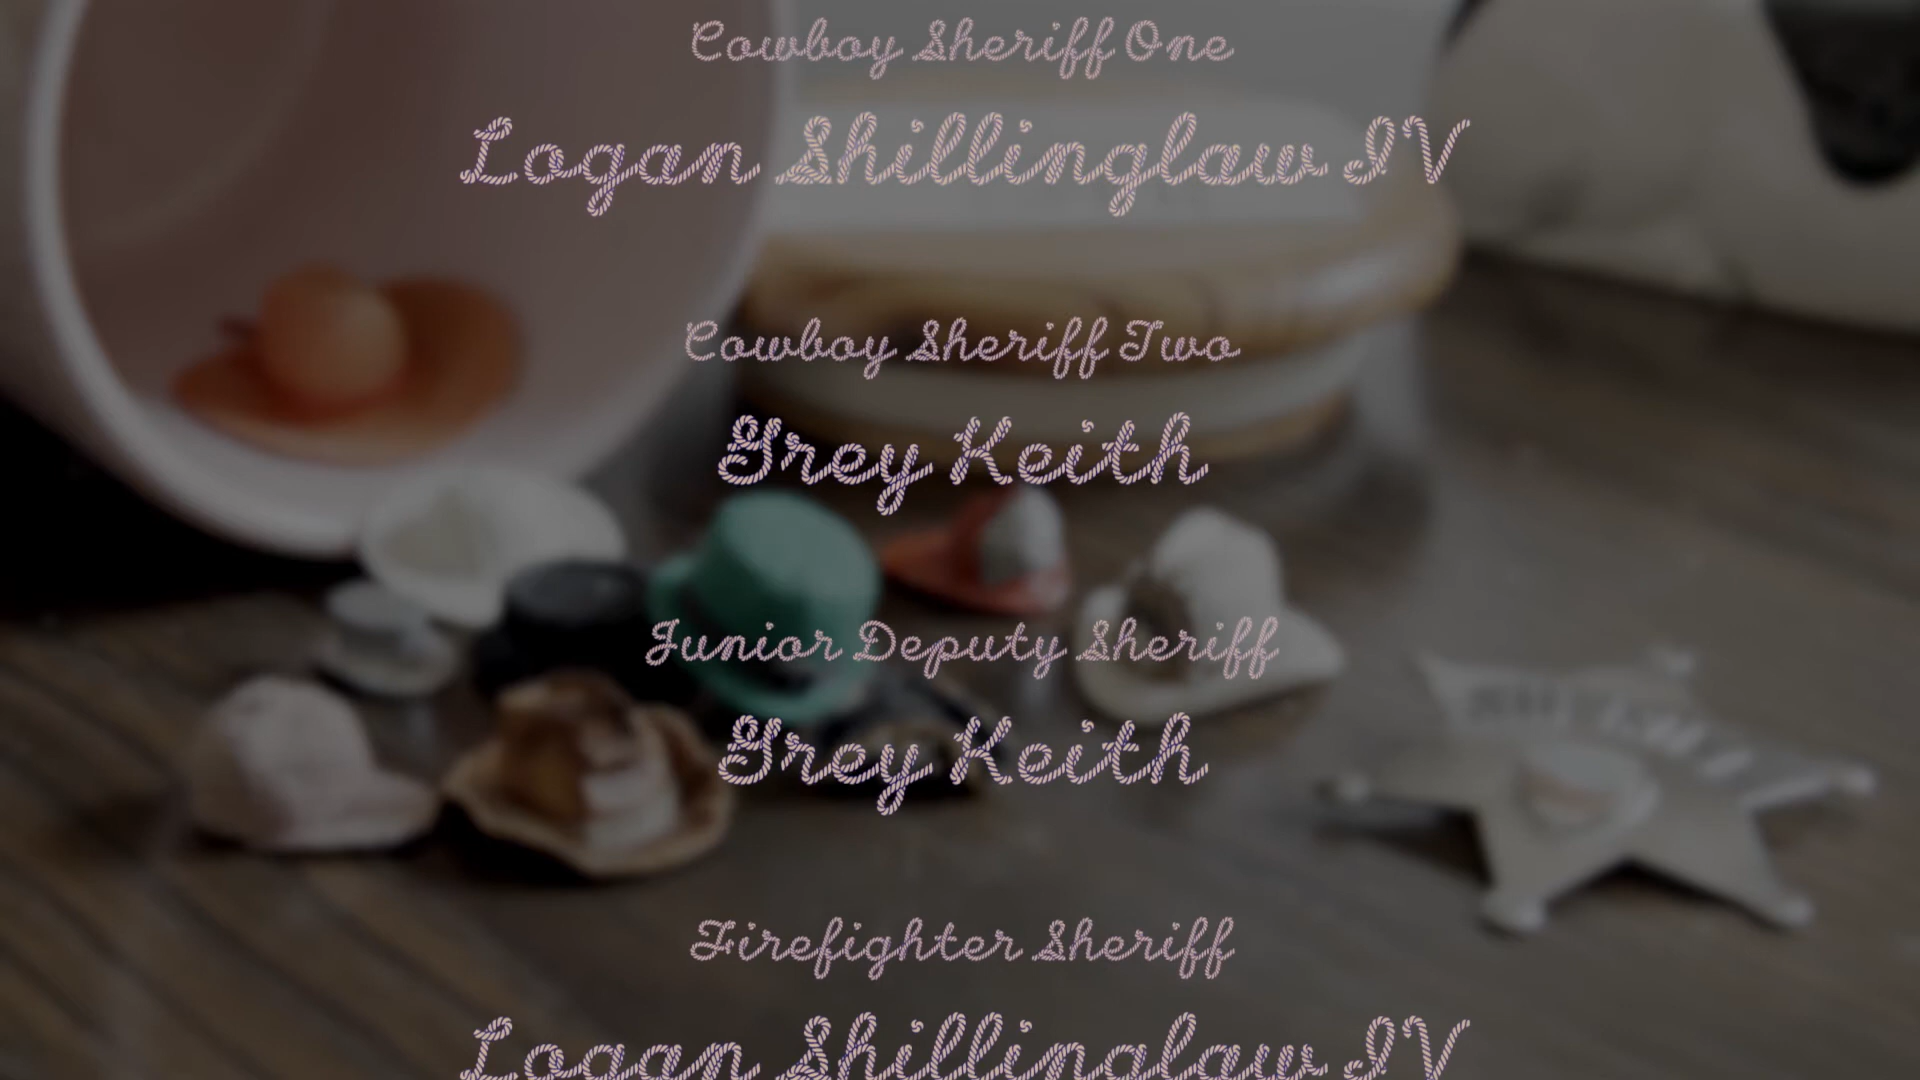 Cowboy Sheriff One
Logan Shillinglaw IV
Cowboy Sheriff Two
Grey Keith
Junior Deputy Sheriff
Grey Keith
Firefighter Sheriff
Logan Shillinglaw IV